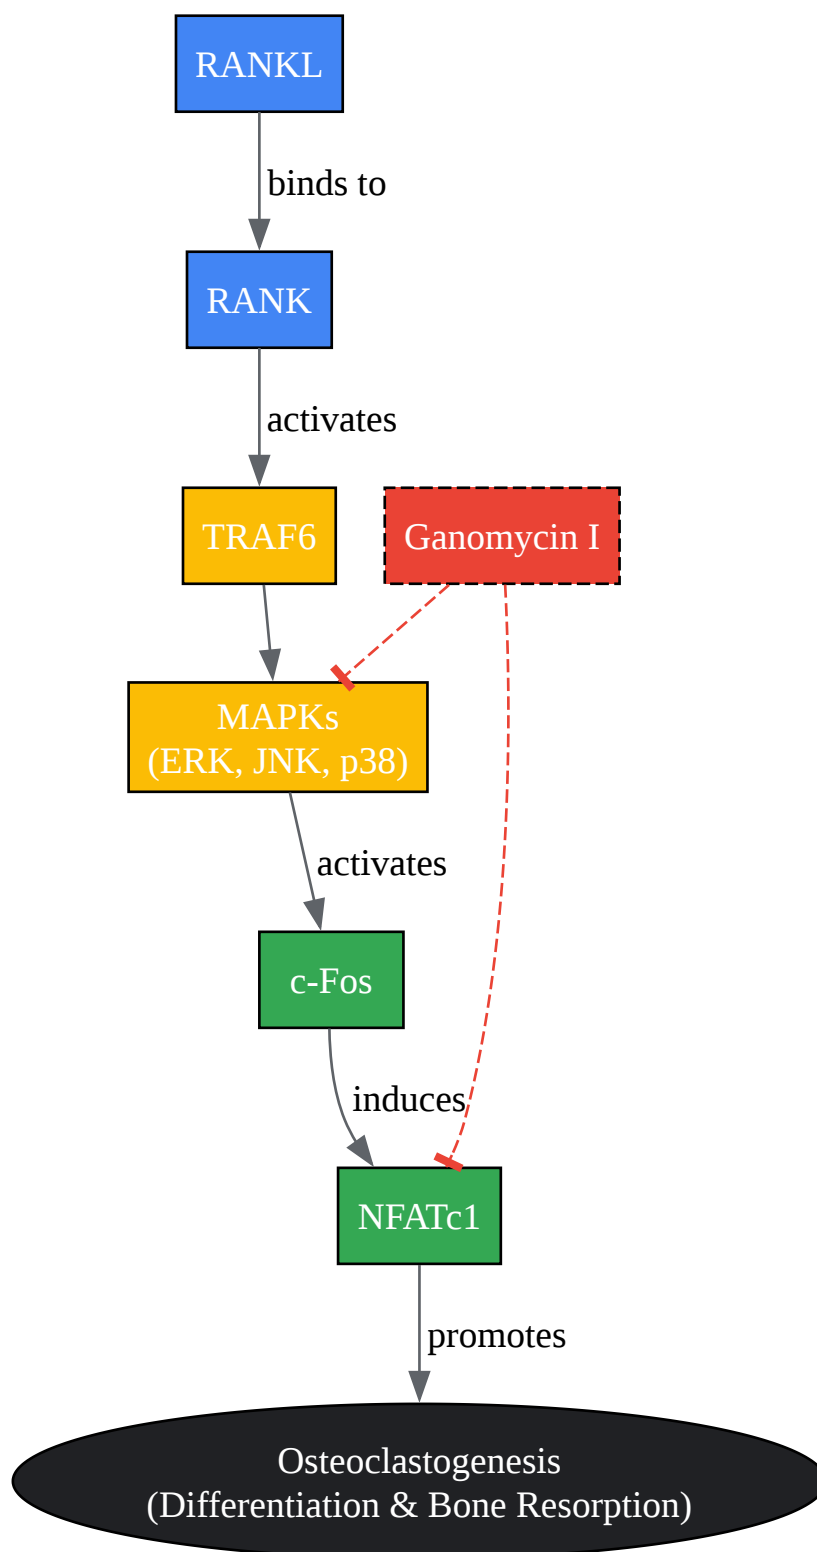 RANKL
binds to
RANK
activates
TRAF6
Ganomycin I
MAPKs
(ERK, JNK, p38)
activates
c-Fos
induces
NFATc1
promotes
Osteoclastogenesis
(Differentiation & Bone Resorption)